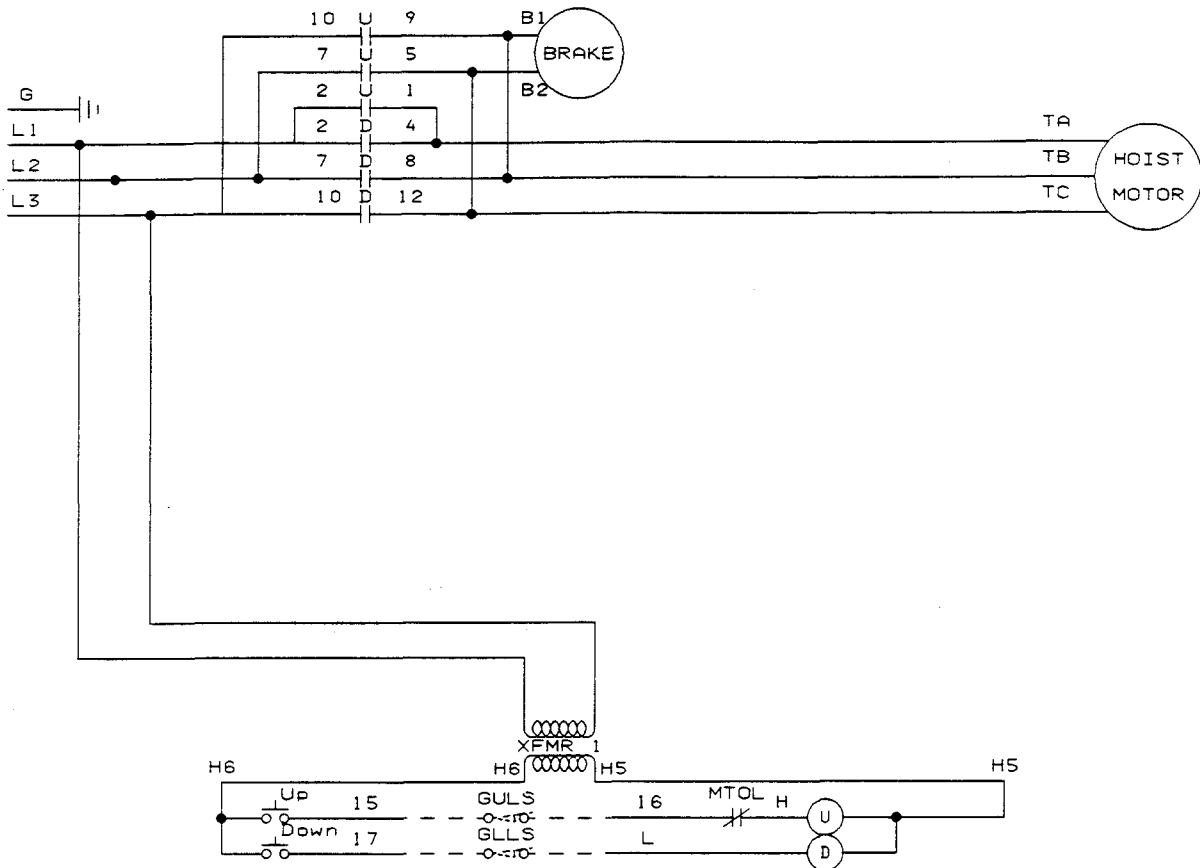 10 U 9 B1
BRAKE
7 U 5
2 U 1 B2
G
L1 2 D 4 TA
L2 7 D 8 TB HOIST
L3 10 D 12 TC MOTOR
XFMR 1
H6 H6 H5 H5
Up 15 GULS 16 MTOL H U
Down 17 GLLS L D